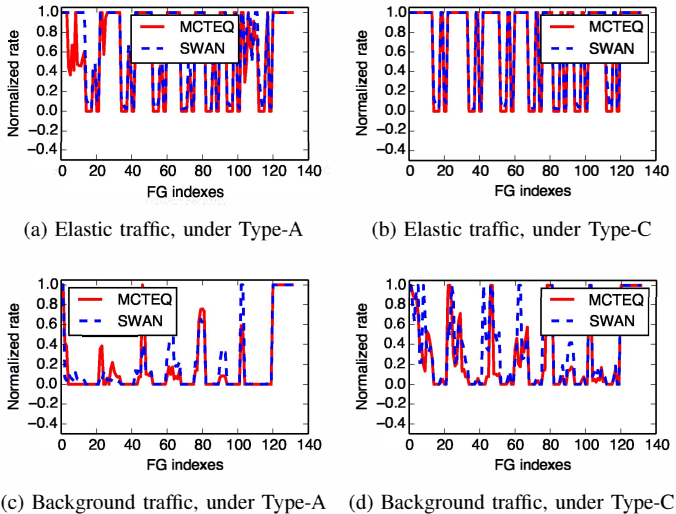 1.0
0.8
0.6
0.4
0.2
0.0
−0.2
−0.4
Normalized rate
MCTEQ
SWAN
0 20 40 60 80 100 120 140
FG indexes
(a) Elastic traffic, under Type-A
1.0
0.8
0.6
0.4
0.2
0.0
−0.2
−0.4
Normalized rate
MCTEQ
SWAN
0 20 40 60 80 100 120 140
FG indexes
(b) Elastic traffic, under Type-C
1.0
0.8
0.6
0.4
0.2
0.0
−0.2
−0.4
Normalized rate
MCTEQ
SWAN
0 20 40 60 80 100 120 140
FG indexes
(c) Background traffic, under Type-A
1.0
0.8
0.6
0.4
0.2
0.0
−0.2
−0.4
Normalized rate
MCTEQ
SWAN
0 20 40 60 80 100 120 140
FG indexes
(d) Background traffic, under Type-C